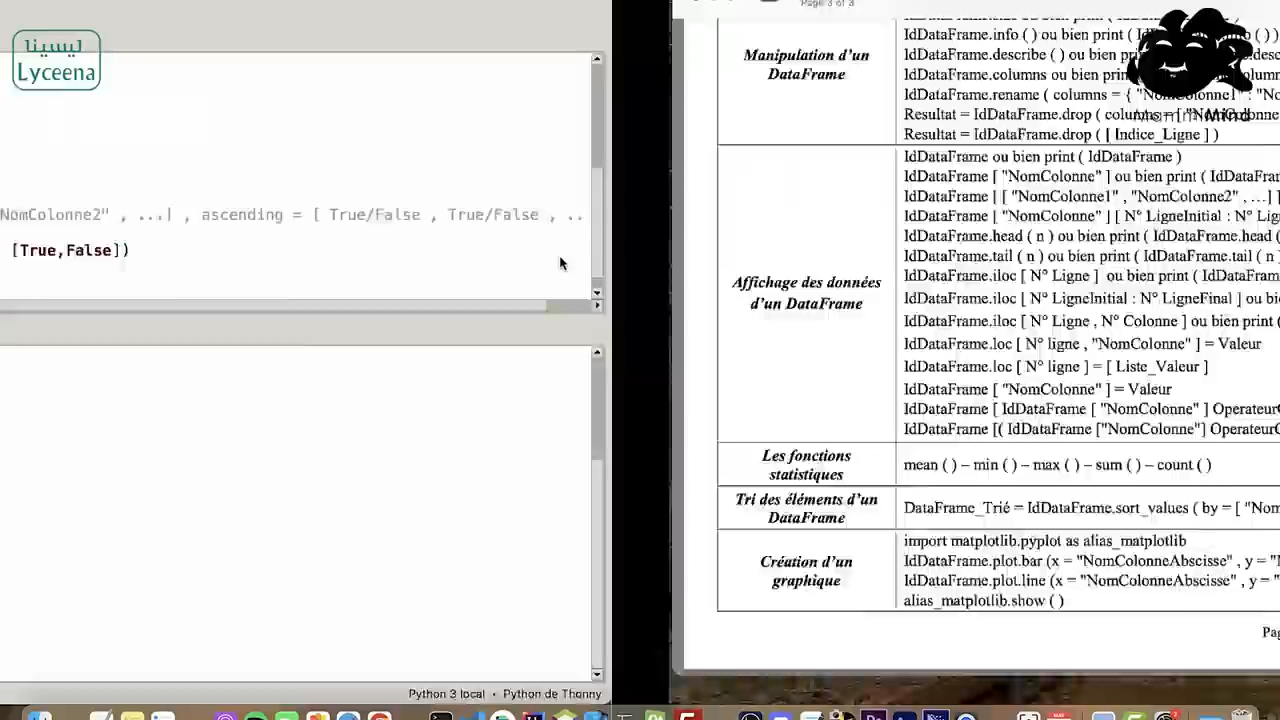 ليسينا
Lyceena
NomColonne2" , ...] , ascending = [ True/False , True/False , ..
[True,False])
Python 3 local • Python de Thonny
Page 3 of 3
Manipulation d'un
DataFrame
IdDataFrame.info ( ) ou bien print (
IdDataFrame.describe ( ) ou bien
IdDataFrame.columns ou bien
IdDataFrame.rename ( columns = { "NomColonne1" : "No
Resultat = IdDataFrame.drop ( columns = [ "NomColonne
Resultat = IdDataFrame.drop ( [ Indice_Ligne ] )
Mind
Affichage des données
d'un DataFrame
IdDataFrame ou bien print ( IdDataFrame )
IdDataFrame [ "NomColonne" ] ou bien print ( IdDataFra
IdDataFrame [ [ "NomColonne1" , "NomColonne2" , …] ]
IdDataFrame [ "NomColonne" ] [ N° LigneInitial : N° Lig
IdDataFrame.head ( n ) ou bien print ( IdDataFrame.head (
IdDataFrame.tail ( n ) ou bien print ( IdDataFrame.tail ( n )
IdDataFrame.iloc [ N° Ligne ] ou bien print ( IdDataFram
IdDataFrame.iloc [ N° LigneInitial : N° LigneFinal ] ou bi
IdDataFrame.iloc [ N° Ligne , N° Colonne ] ou bien print (
IdDataFrame.loc [ N° ligne , "NomColonne" ] = Valeur
IdDataFrame.loc [ N° ligne ] = [ Liste_Valeur ]
IdDataFrame [ "NomColonne" ] = Valeur
IdDataFrame [ IdDataFrame [ "NomColonne" ] Operateur
IdDataFrame [( IdDataFrame ["NomColonne"] Operateur
Les fonctions
statistiques
mean ( ) – min ( ) – max ( ) – sum ( ) – count ( )
Tri des éléments d'un
DataFrame
DataFrame_Trié = IdDataFrame.sort_values ( by = [ "Nom
Création d'un
graphique
import matplotlib.pyplot as alias_matplotlib
IdDataFrame.plot.bar (x = "NomColonneAbscisse" , y = "N
IdDataFrame.plot.line (x = "NomColonneAbscisse" , y = "
alias_matplotlib.show ( )
Pag